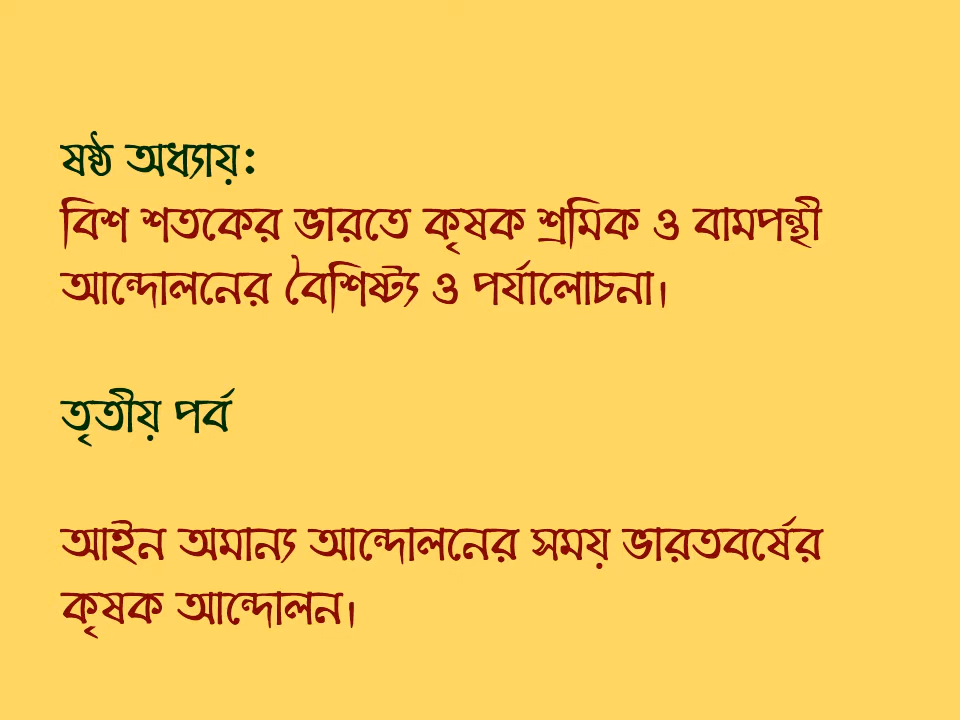 ষষ্ঠ অধ্যায়:
বিশ শতকের ভারতে কৃষক শ্রমিক ও বামপন্থী
আন্দোলনের বৈশিষ্ট্য ও পর্যালোচনা।
তৃতীয় পর্ব
আইন অমান্য আন্দোলনের সময় ভারতবর্ষের
কৃষক আন্দোলন।